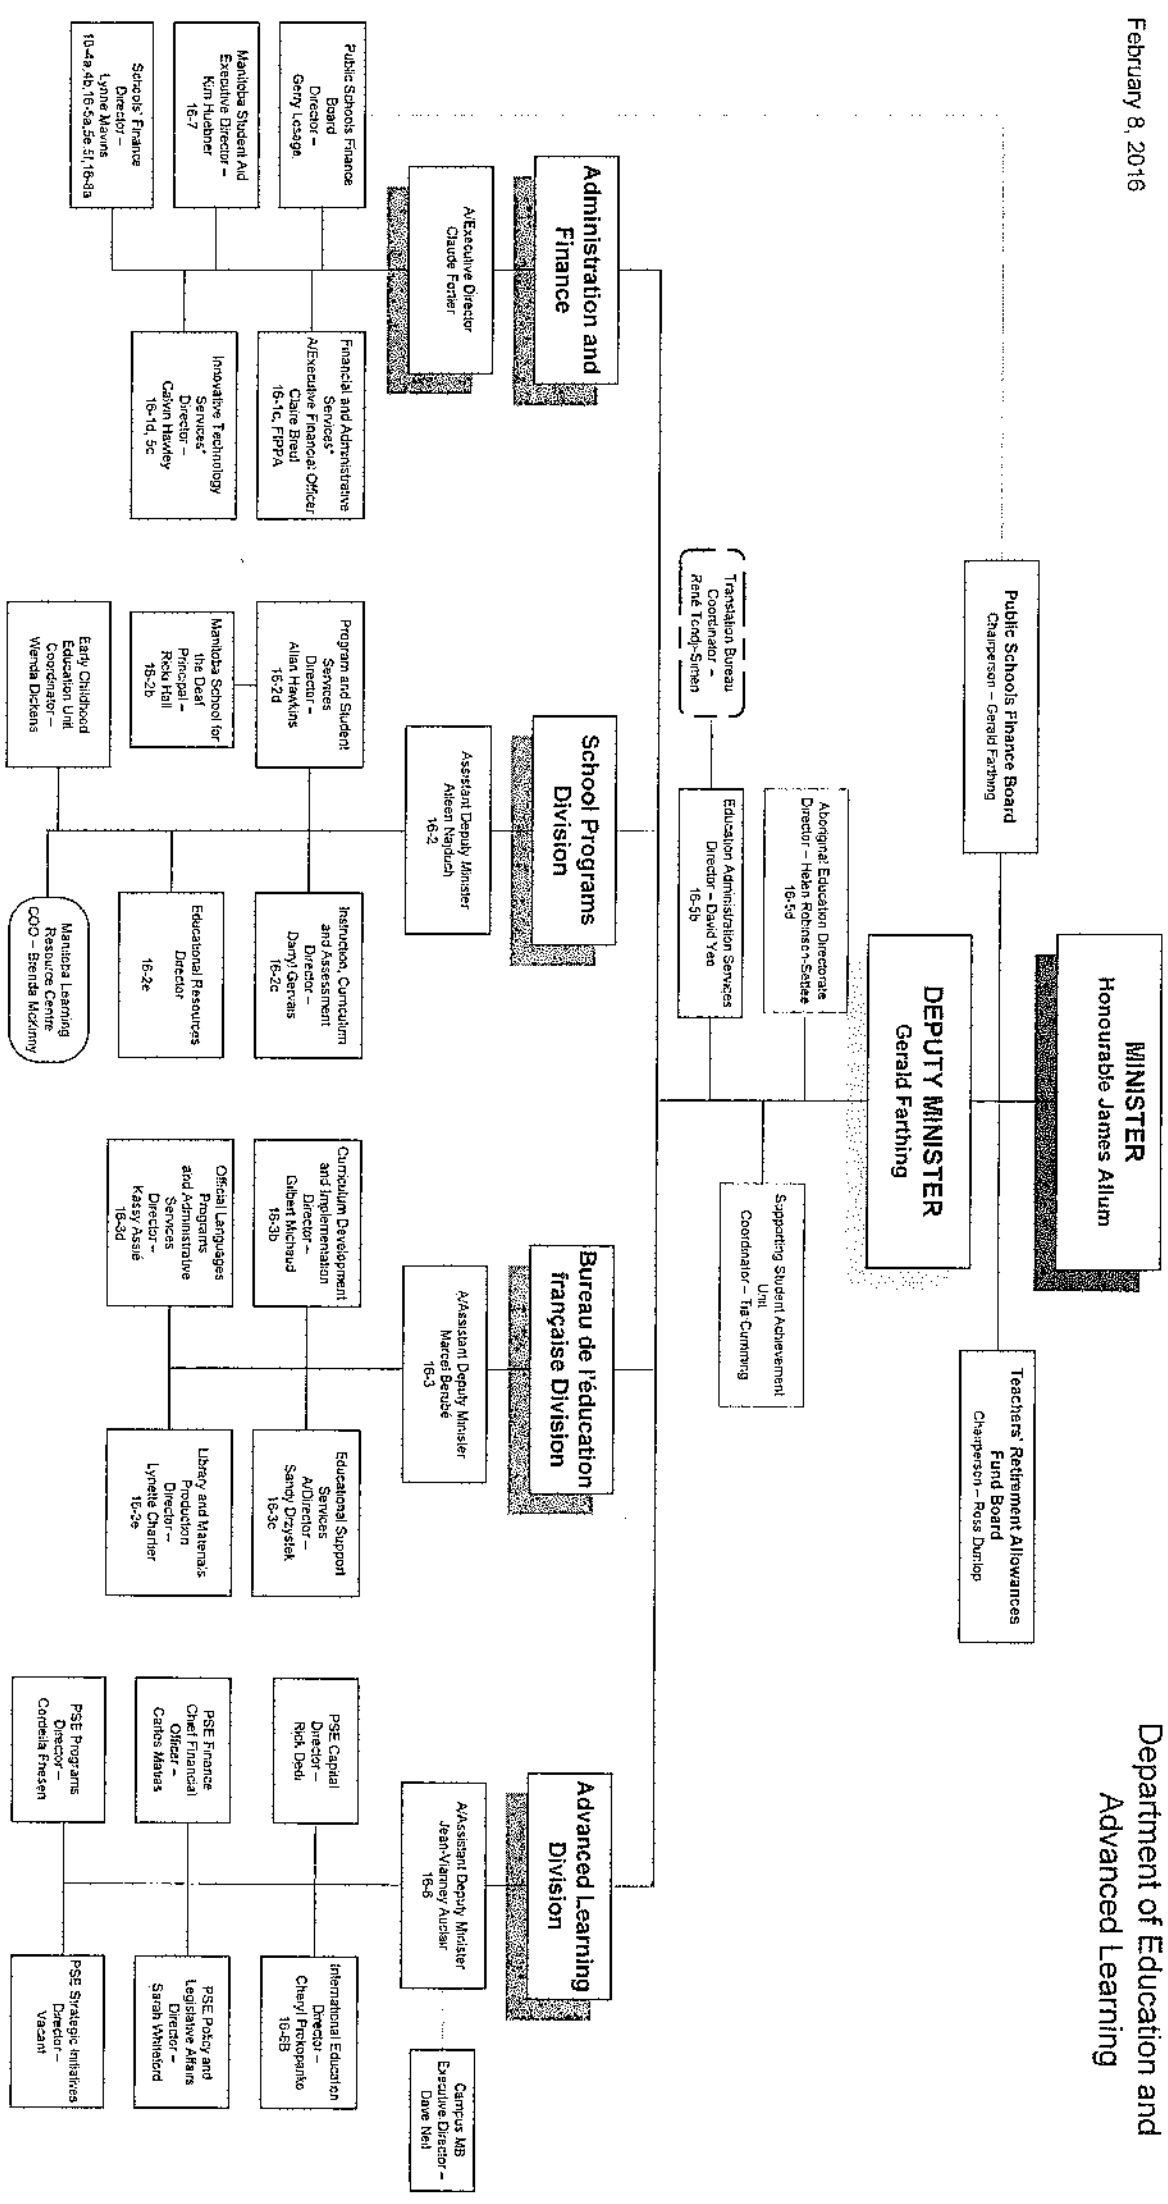 February 8, 2016
Department of Education and
Advanced Learning
MINISTER
Honourable James Allum
Public Schools Finance Board
Chairperson – Gerald Farthing
Teachers' Retirement Allowances
Fund Board
Chairperson – Ross Dunlop
DEPUTY MINISTER
Gerald Farthing
Aboriginal Education Directorate
Director – Helen Robinson-Settee
16-5d
Supporting Student Achievement
Unit
Coordinator – Tia Cumming
Education Administration Services
Director – David Yeo
16-5b
Translation Bureau
Coordinator –
René Tondji-Simen
Administration and
Finance
A/Executive Director
Claude Fortier
Public Schools Finance
Board
Director –
Gerry Lesage
Financial and Administrative
Services*
A/Executive Financial Officer
Claire Breul
16-1c, FIPPA
Manitoba Student Aid
Executive Director –
Kim Huebner
16-7
Innovative Technology
Services*
Director –
Calvin Hawley
16-1d, 5c
Schools' Finance
Director –
Lynne Mavins
16-4a,4b,16-5a,5e,5f,16-8a
School Programs
Division
Assistant Deputy Minister
Aileen Najduch
16-2
Program and Student
Services
Director –
Allan Hawkins
16-2d
Instruction, Curriculum
and Assessment
Director –
Darryl Gervais
16-2c
Manitoba School for
the Deaf
Principal –
Ricki Hall
16-2b
Educational Resources
Director
16-2e
Early Childhood
Education Unit
Coordinator –
Wenda Dickens
Manitoba Learning
Resource Centre
COO – Brenda McKinny
Bureau de l'éducation
française Division
A/Assistant Deputy Minister
Marcel Bérubé
16-3
Curriculum Development
and Implementation
Director –
Gilbert Michaud
16-3b
Educational Support
Services
A/Director –
Sandy Drzystek
16-3c
Official Languages
Programs
and Administrative
Services
Director –
Kassy Assié
16-3d
Library and Materials
Production
Director –
Lynette Chartier
16-3e
Advanced Learning
Division
A/Assistant Deputy Minister
Jean-Vianney Auclair
16-6
Campus MB
Executive Director –
Dave Neil
PSE Capital
Director –
Rick Dedi
International Education
Director –
Cheryl Prokopanko
16-6B
PSE Finance
Chief Financial
Officer –
Carlos Matias
PSE Policy and
Legislative Affairs
Director –
Sarah Whiteford
PSE Programs
Director –
Cordella Friesen
PSE Strategic Initiatives
Director –
Vacant